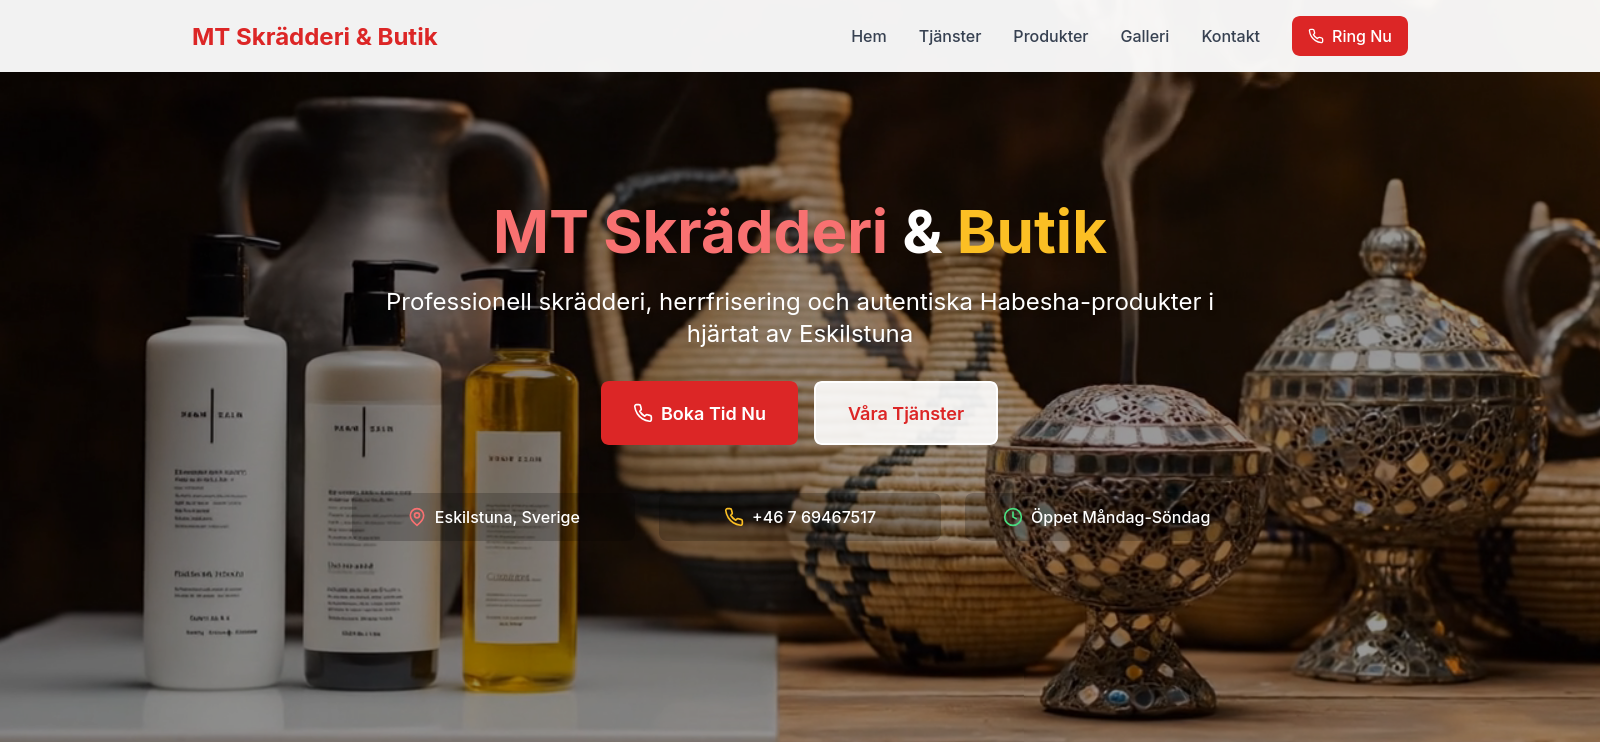 MT Skrädderi & Butik
Hem
Tjänster
Produkter
Galleri
Kontakt
Ring Nu
MT Skrädderi & Butik
Professionell skrädderi, herrfrisering och autentiska Habesha-produkter i
hjärtat av Eskilstuna
Boka Tid Nu
Våra Tjänster
Eskilstuna, Sverige
+46 7 69467517
Öppet Måndag-Söndag